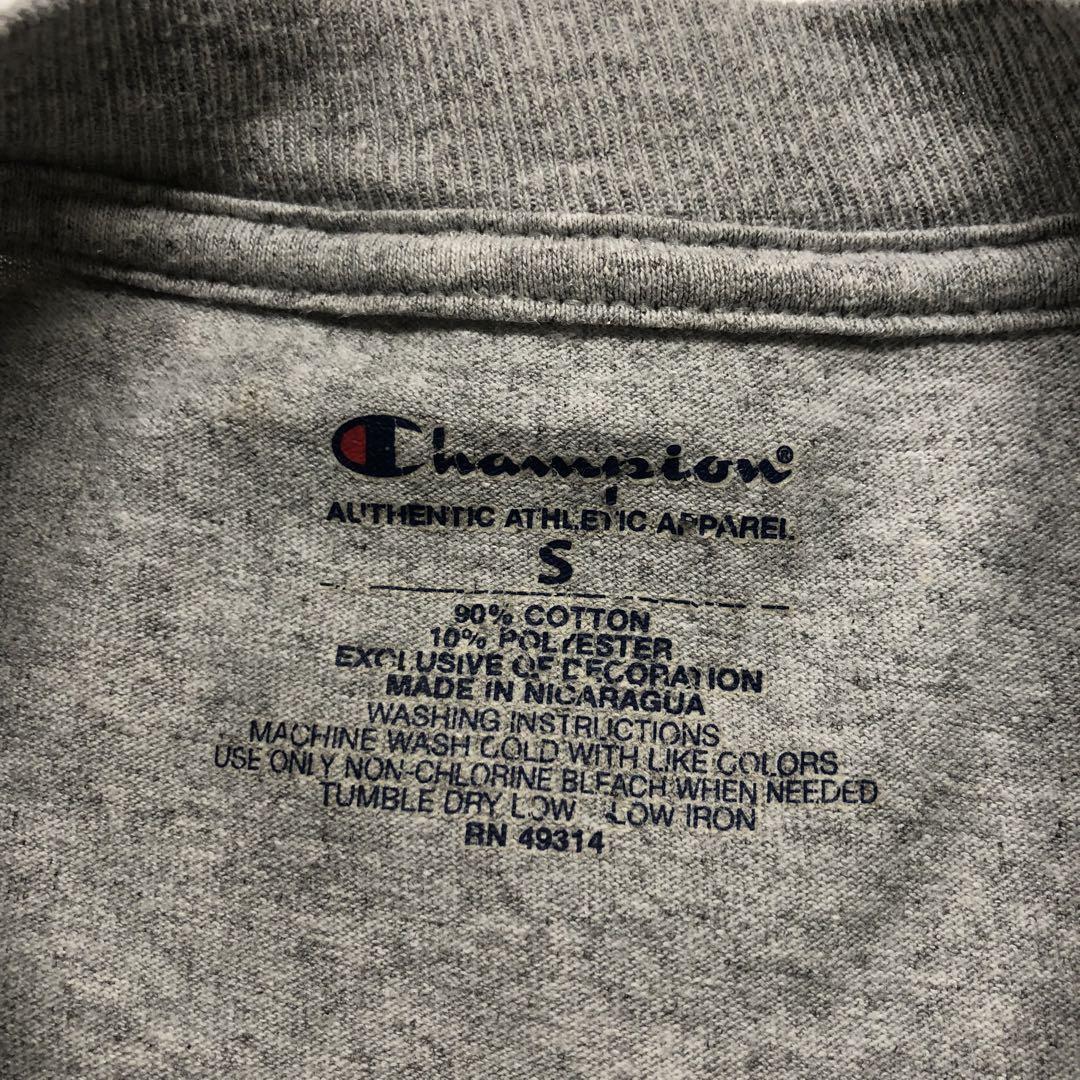 Champion®
AUTHENTIC ATHLETIC APPAREL
S
90% COTTON
10% POLYESTER
EXCLUSIVE OF DECORATION
MADE IN NICARAGUA
WASHING INSTRUCTIONS
MACHINE WASH COLD WITH LIKE COLORS
USE ONLY NON-CHLORINE BLEACH WHEN NEEDED
TUMBLE DRY LOW LOW IRON
RN 49314